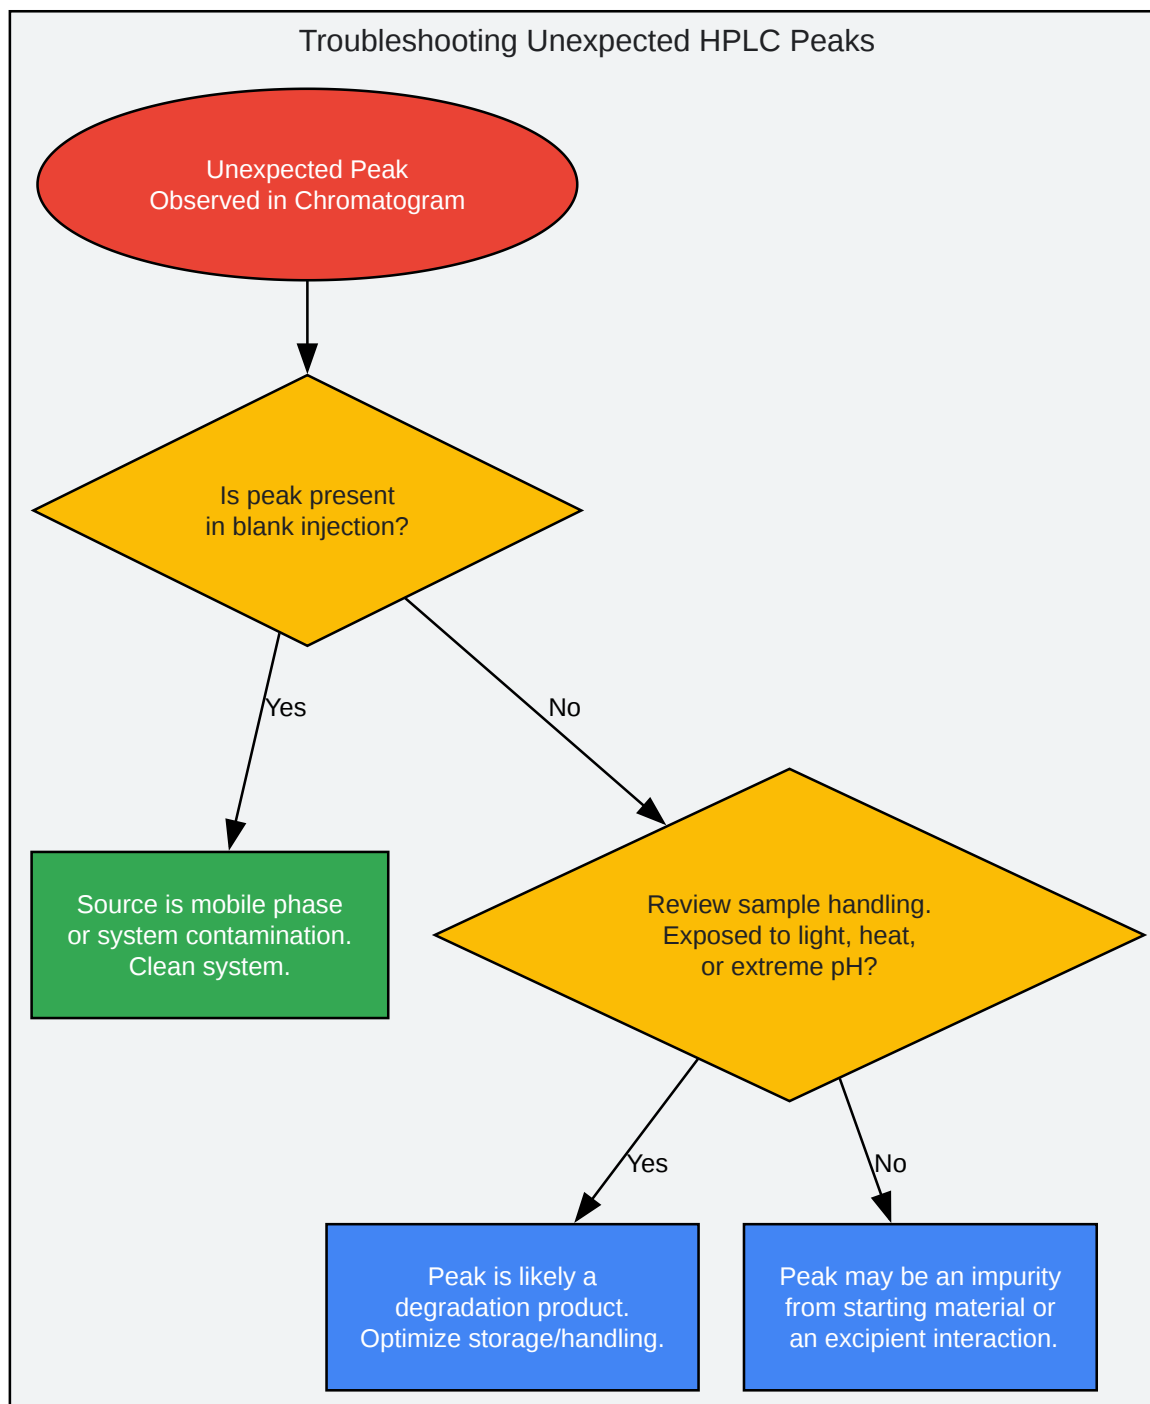 Troubleshooting Unexpected HPLC Peaks
Unexpected Peak
Observed in Chromatogram
Is peak present
in blank injection?
Yes
No
Source is mobile phase
or system contamination.
Clean system.
Review sample handling.
Exposed to light, heat,
or extreme pH?
Yes
No
Peak is likely a
degradation product.
Optimize storage/handling.
Peak may be an impurity
from starting material or
an excipient interaction.